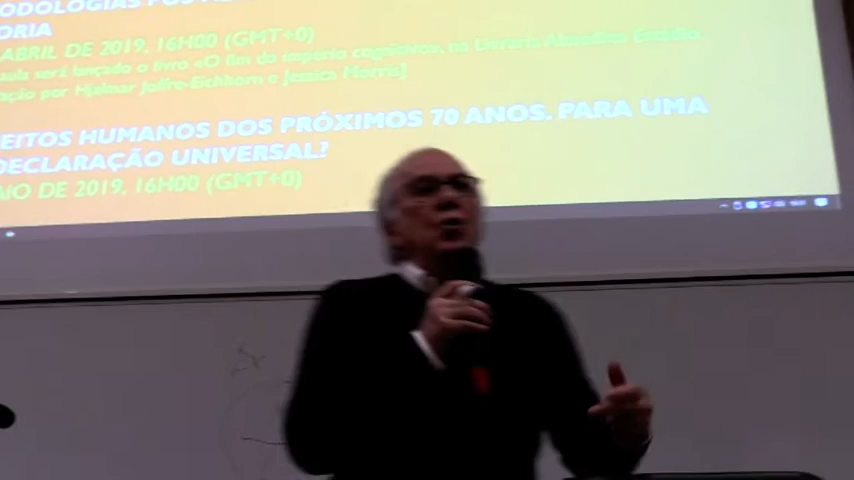 ODOLOGIAS PÓS
ORIA
ABRIL DE 2019, 16H00 (GMT+0)
aula será lançado o livro «O fim do império cognitivo», na
ação por Hjalmar Joffre-Eichhorn e Jessica Morris]
EITOS HUMANOS DOS PRÓXIMOS 70 ANOS. PARA UMA
DECLARAÇÃO UNIVERSAL?
AIO DE 2019, 16H00 (GMT+0)